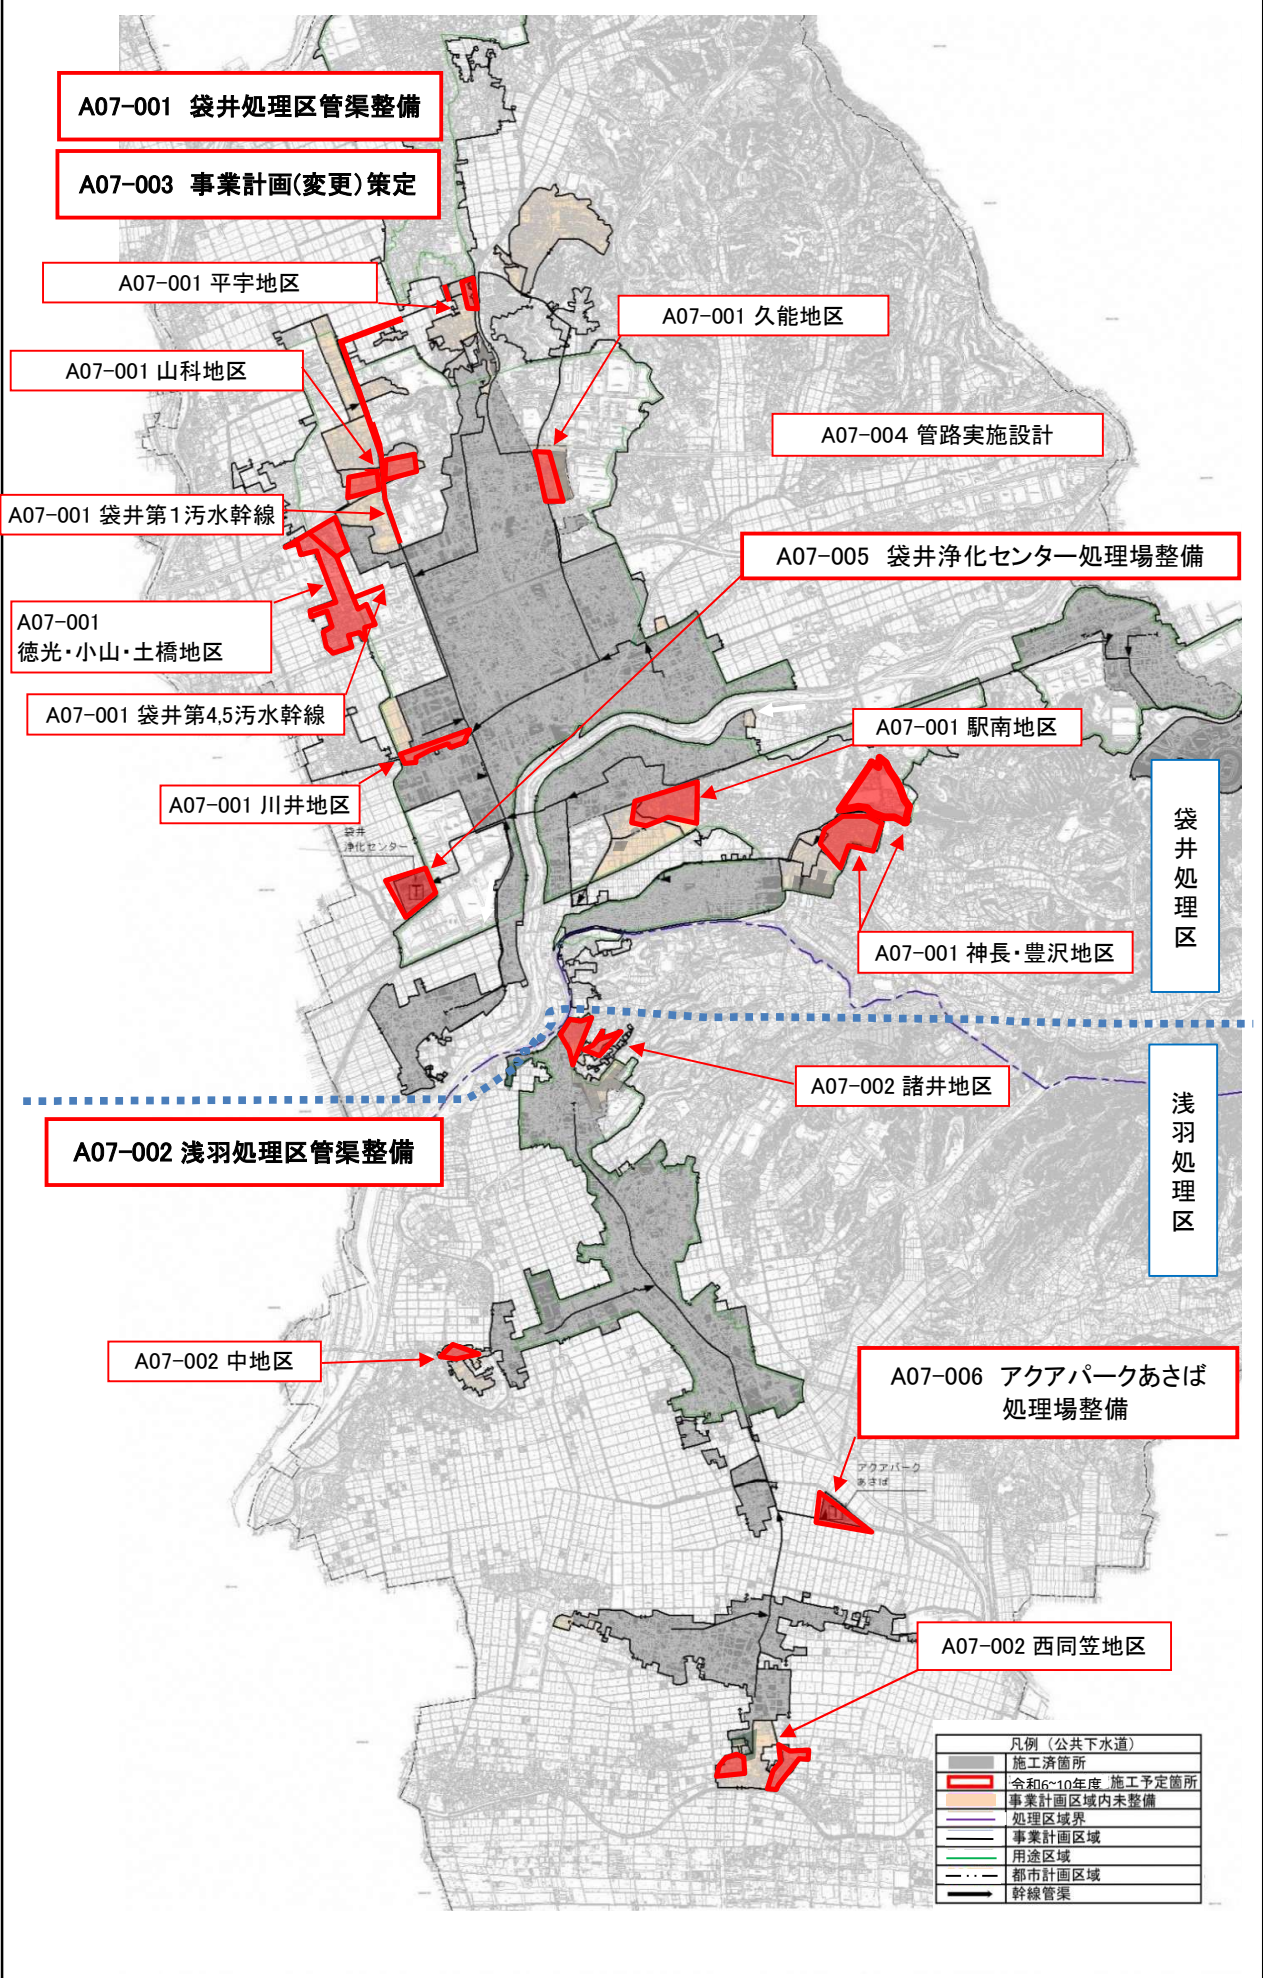 A07-001 袋井処理区管渠整備
A07-003 事業計画(変更)策定
A07-001 平宇地区
A07-001 久能地区
A07-001 山科地区
A07-004 管路実施設計
A07-001 袋井第1汚水幹線
A07-005 袋井浄化センター処理場整備
A07-001
徳光・小山・土橋地区
A07-001 袋井第4,5汚水幹線
A07-001 駅南地区
A07-001 川井地区
袋井
浄化センター
袋井処理区
A07-001 神長・豊沢地区
A07-002 諸井地区
浅羽処理区
A07-002 浅羽処理区管渠整備
A07-002 中地区
A07-006 アクアパークあさば
処理場整備
アクアパーク
あさば
A07-002 西同笠地区
凡例（公共下水道）
施工済箇所
令和6~10年度 施工予定箇所
事業計画区域内未整備
処理区域界
事業計画区域
用途区域
都市計画区域
幹線管渠